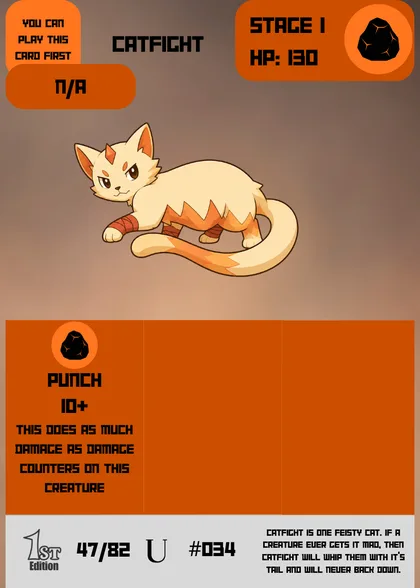 YOU CAN
PLAY THIS
CARD FIRST
N/A
CATFIGHT
STAGE 1
HP: 130
PUNCH
10+
THIS DOES AS MUCH
DAMAGE AS DAMAGE
COUNTERS ON THIS
CREATURE
1ST
Edition
47/82
U
#034
CATFIGHT IS ONE FEISTY CAT. IF A
CREATURE EVER GETS IT MAD, THEN
CATFIGHT WILL WHIP THEM WITH IT'S
TAIL AND WILL NEVER BACK DOWN.